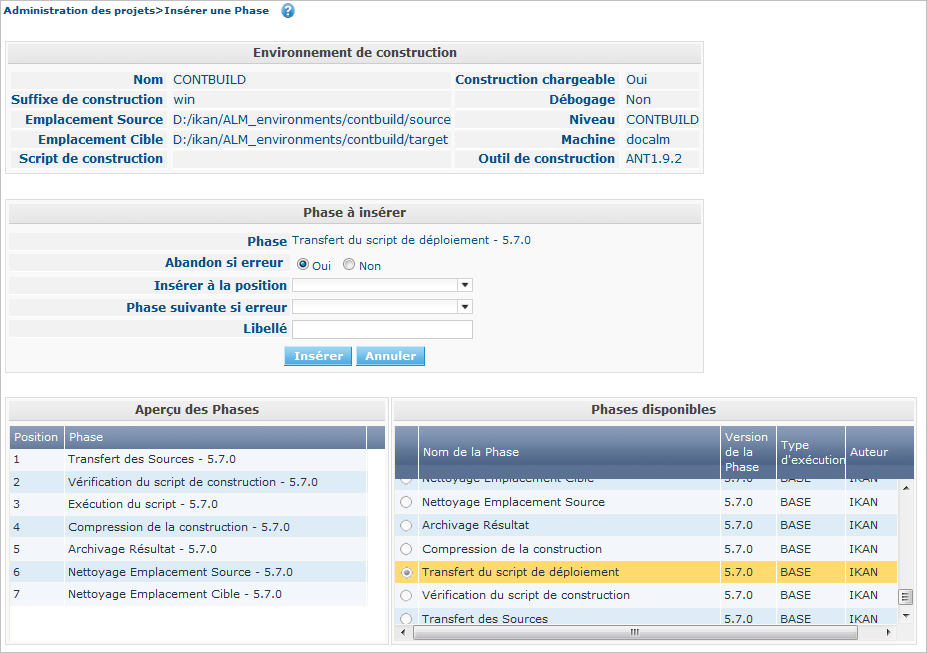 Administration des projets>Insérer une Phase ?
Environnement de construction
Nom CONTBUILD Construction chargeable Oui
Suffixe de construction win Débogage Non
Emplacement Source D:/ikan/ALM_environments/contbuild/source Niveau CONTBUILD
Emplacement Cible D:/ikan/ALM_environments/contbuild/target Machine docalm
Script de construction Outil de construction ANT1.9.2
Phase à insérer
Phase Transfert du script de déploiement - 5.7.0
Abandon si erreur Oui Non
Insérer à la position
Phase suivante si erreur
Libellé
Insérer Annuler
Aperçu des Phases
Position Phase
1 Transfert des Sources - 5.7.0
2 Vérification du script de construction - 5.7.0
3 Exécution du script - 5.7.0
4 Compression de la construction - 5.7.0
5 Archivage Résultat - 5.7.0
6 Nettoyage Emplacement Source - 5.7.0
7 Nettoyage Emplacement Cible - 5.7.0
Phases disponibles
Nom de la Phase Version de la Phase Type d'exécution Auteur
Nettoyage Emplacement Cible 5.7.0 BASE IKAN
Nettoyage Emplacement Source 5.7.0 BASE IKAN
Archivage Résultat 5.7.0 BASE IKAN
Compression de la construction 5.7.0 BASE IKAN
Transfert du script de déploiement 5.7.0 BASE IKAN
Vérification du script de construction 5.7.0 BASE IKAN
Transfert des Sources 5.7.0 BASE IKAN